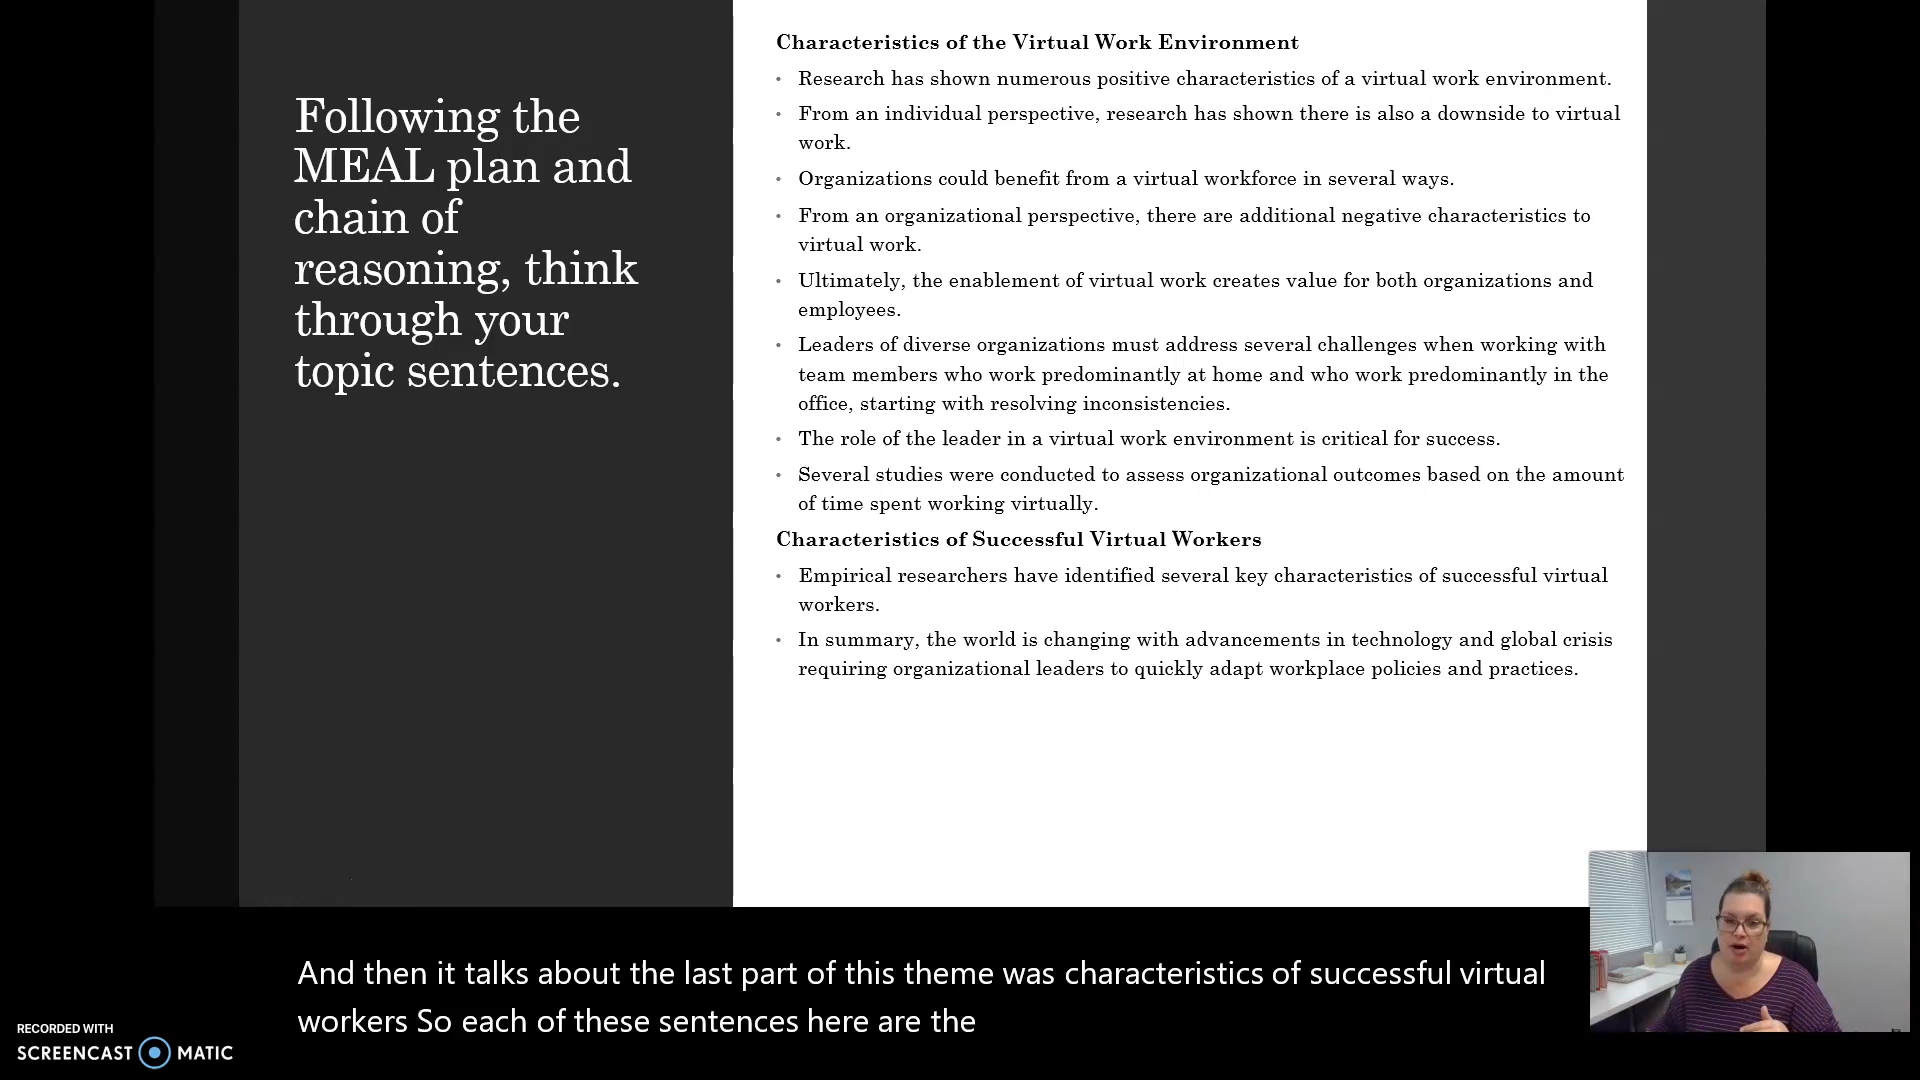 Following the
MEAL plan and
chain of
reasoning, think
through your
topic sentences.
Characteristics of the Virtual Work Environment
• Research has shown numerous positive characteristics of a virtual work environment.
• From an individual perspective, research has shown there is also a downside to virtual
work.
• Organizations could benefit from a virtual workforce in several ways.
• From an organizational perspective, there are additional negative characteristics to
virtual work.
• Ultimately, the enablement of virtual work creates value for both organizations and
employees.
• Leaders of diverse organizations must address several challenges when working with
team members who work predominantly at home and who work predominantly in the
office, starting with resolving inconsistencies.
• The role of the leader in a virtual work environment is critical for success.
• Several studies were conducted to assess organizational outcomes based on the amount
of time spent working virtually.
Characteristics of Successful Virtual Workers
• Empirical researchers have identified several key characteristics of successful virtual
workers.
• In summary, the world is changing with advancements in technology and global crisis
requiring organizational leaders to quickly adapt workplace policies and practices.
And then it talks about the last part of this theme was characteristics of successful virtual
workers So each of these sentences here are the
RECORDED WITH
SCREENCAST MATIC